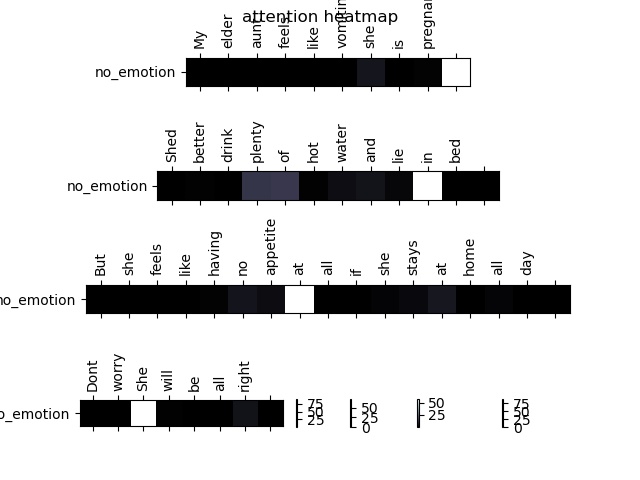 attention heatmap
My elder aunt feels like she is
no_emotion
Shed better drink plenty of hot water and lie in bed
no_emotion
But she feels like having no appetite at all if she stays at home all day
no_emotion
Dont worry She will be all right
no_emotion
75 50 25
50 0
50 25
75 50 25 0